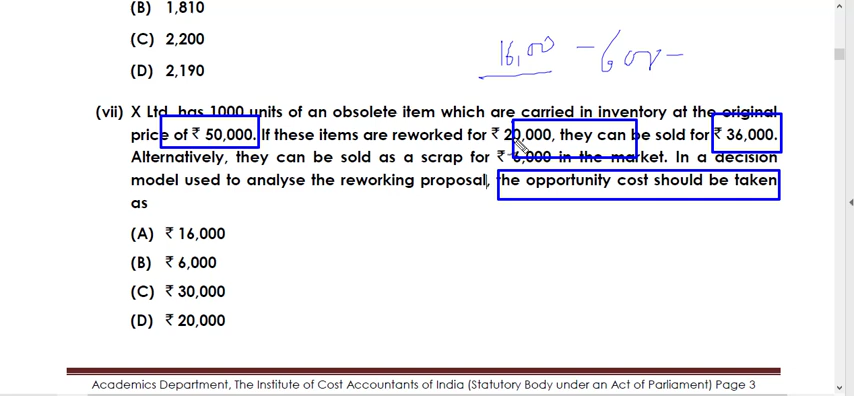 (B) 1,810
(C) 2,200
(D) 2,190
16,00 – 600 –
(vii) X Ltd. has 1000 units of an obsolete item which are carried in inventory at the original
price of ₹ 50,000. If these items are reworked for ₹ 20,000, they can be sold for ₹ 36,000.
Alternatively, they can be sold as a scrap for ₹ 6,000 in the market. In a decision
model used to analyse the reworking proposal, the opportunity cost should be taken
as
(A) ₹ 16,000
(B) ₹ 6,000
(C) ₹ 30,000
(D) ₹ 20,000
Academics Department, The Institute of Cost Accountants of India (Statutory Body under an Act of Parliament) Page 3